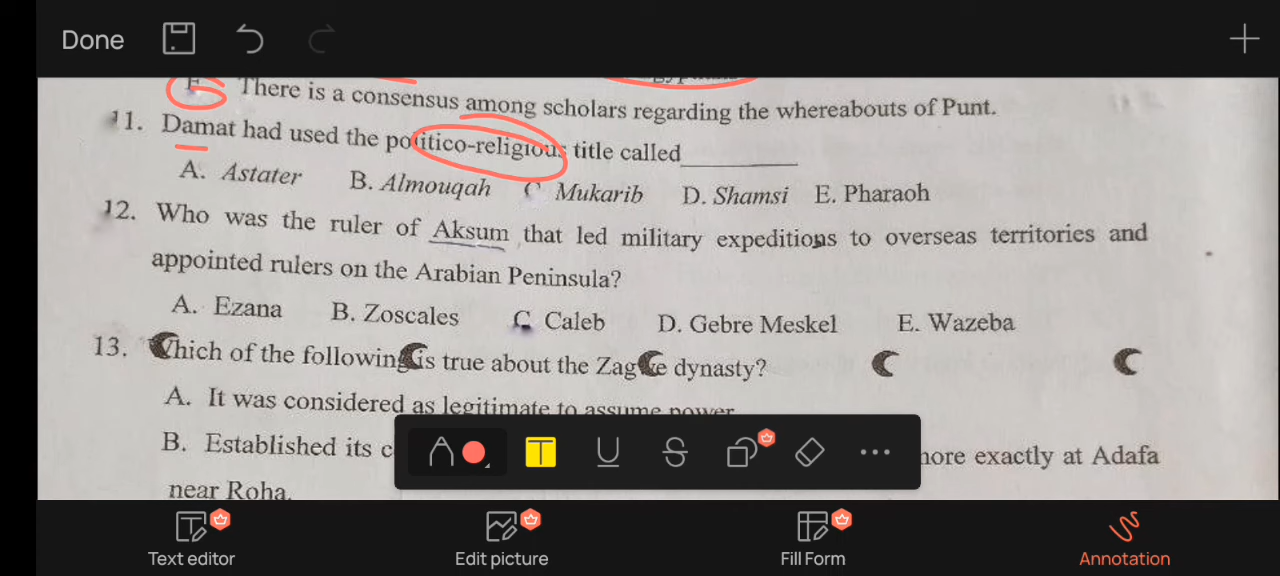 Done
E. There is a consensus among scholars regarding the whereabouts of Punt.
11. Damat had used the politico-religious title called________
A. Astater B. Almouqah C Mukarib D. Shamsi E. Pharaoh
12. Who was the ruler of Aksum that led military expeditions to overseas territories and
appointed rulers on the Arabian Peninsula?
A. Ezana B. Zoscales C. Caleb D. Gebre Meskel E. Wazeba
13. Which of the following is true about the Zagwe dynasty?
A. It was considered as legitimate to assume power
B. Established its c more exactly at Adafa
near Roha.
Text editor Edit picture Fill Form Annotation